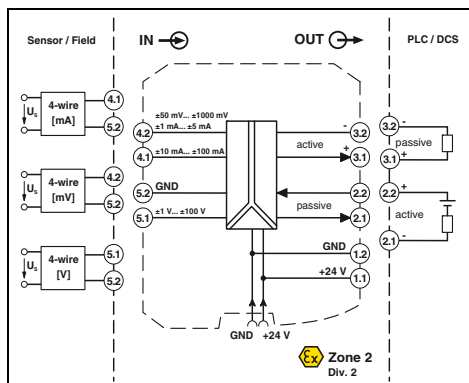 Sensor / Field
IN
OUT
PLC / DCS
Us
4-wire
[mA]
4.1
5.2
Us
4-wire
[mV]
4.2
5.2
Us
4-wire
[V]
5.1
5.2
±50 mV... ±1000 mV
±1 mA... ±5 mA
4.2
±10 mA... ±100 mA
4.1
GND
5.2
±1 V... ±100 V
5.1
-
3.2
active
+
3.1
2.2
passive
2.1
GND
1.2
+24 V
1.1
GND +24 V
3.2 -
passive
3.1 +
2.2 +
active
2.1 -
Ex Zone 2
Div. 2